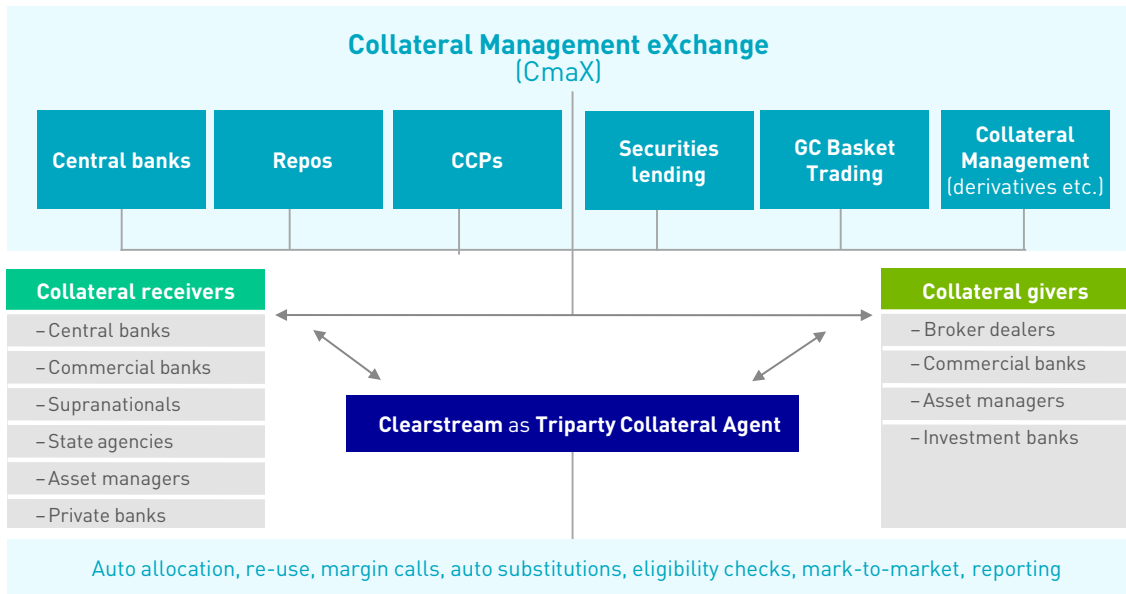 Collateral Management eXchange
(CmaX)
Central banks
Repos
CCPs
Securities
lending
GC Basket
Trading
Collateral
Management
(derivatives etc.)
Collateral receivers
– Central banks
– Commercial banks
– Supranationals
– State agencies
– Asset managers
– Private banks
Collateral givers
– Broker dealers
– Commercial banks
– Asset managers
– Investment banks
Clearstream as Triparty Collateral Agent
Auto allocation, re-use, margin calls, auto substitutions, eligibility checks, mark-to-market, reporting